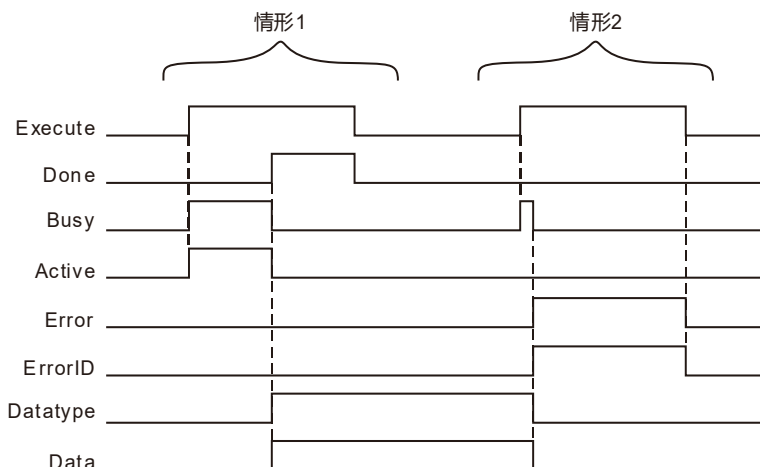 情形1
情形2
Execute
Done
Busy
Active
Error
ErrorID
Datatype
Data